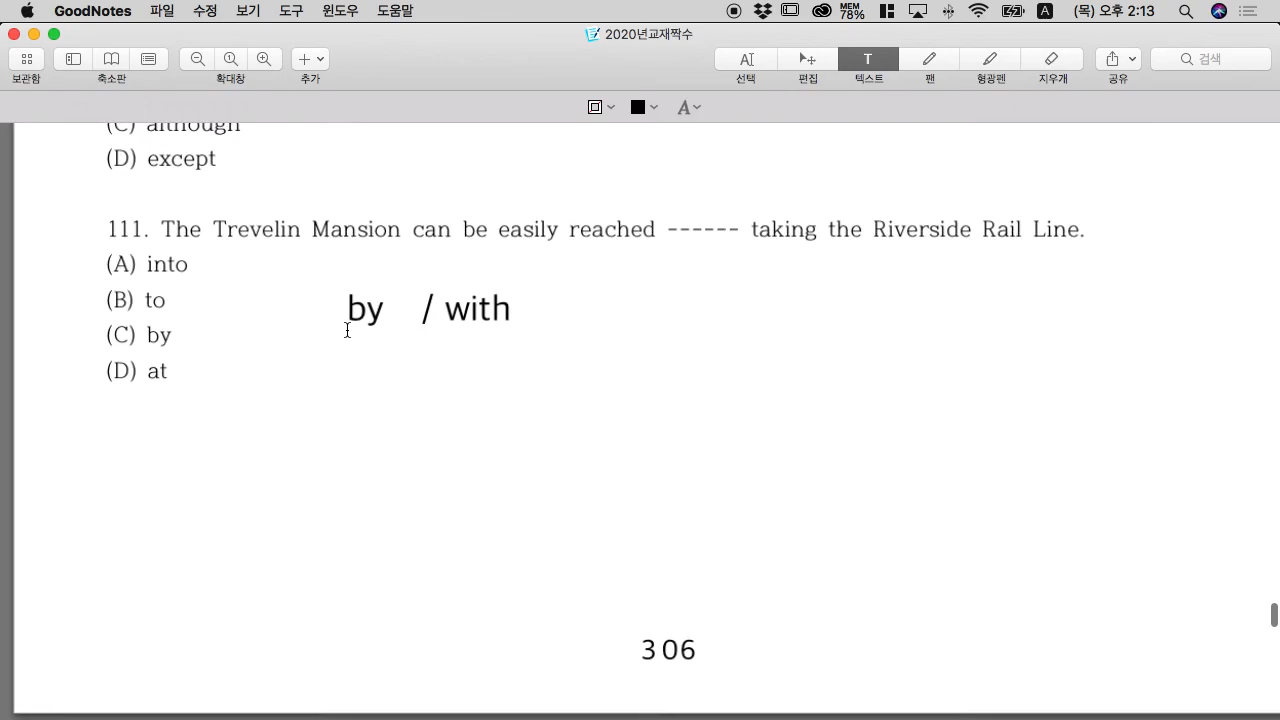 GoodNotes 파일 수정 보기 도구 윈도우 도움말 MEM 78% A (목) 오후 2:13
2020년교재짝수
보관함 축소판 확대창 추가 선택 편집 텍스트 펜 형광펜 지우개 공유 검색
(C) although
(D) except
111. The Trevelin Mansion can be easily reached ------ taking the Riverside Rail Line.
(A) into
(B) to
by / with
(C) by
(D) at
306